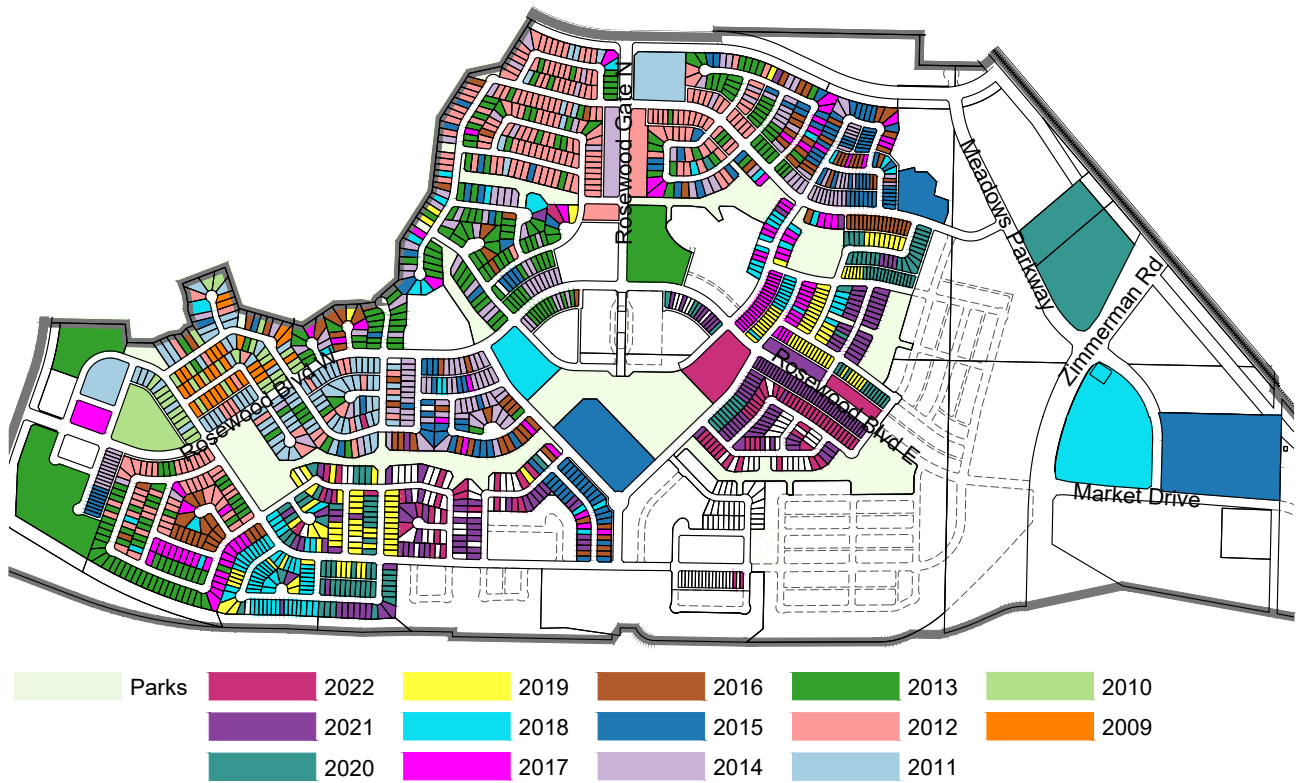 Rosewood Gate N
Meadows Parkway
Zimmerman Rd
Rosewood Blvd N
Rosewood Blvd E
Market Drive
Parks 2022 2019 2016 2013 2010
2021 2018 2015 2012 2009
2020 2017 2014 2011